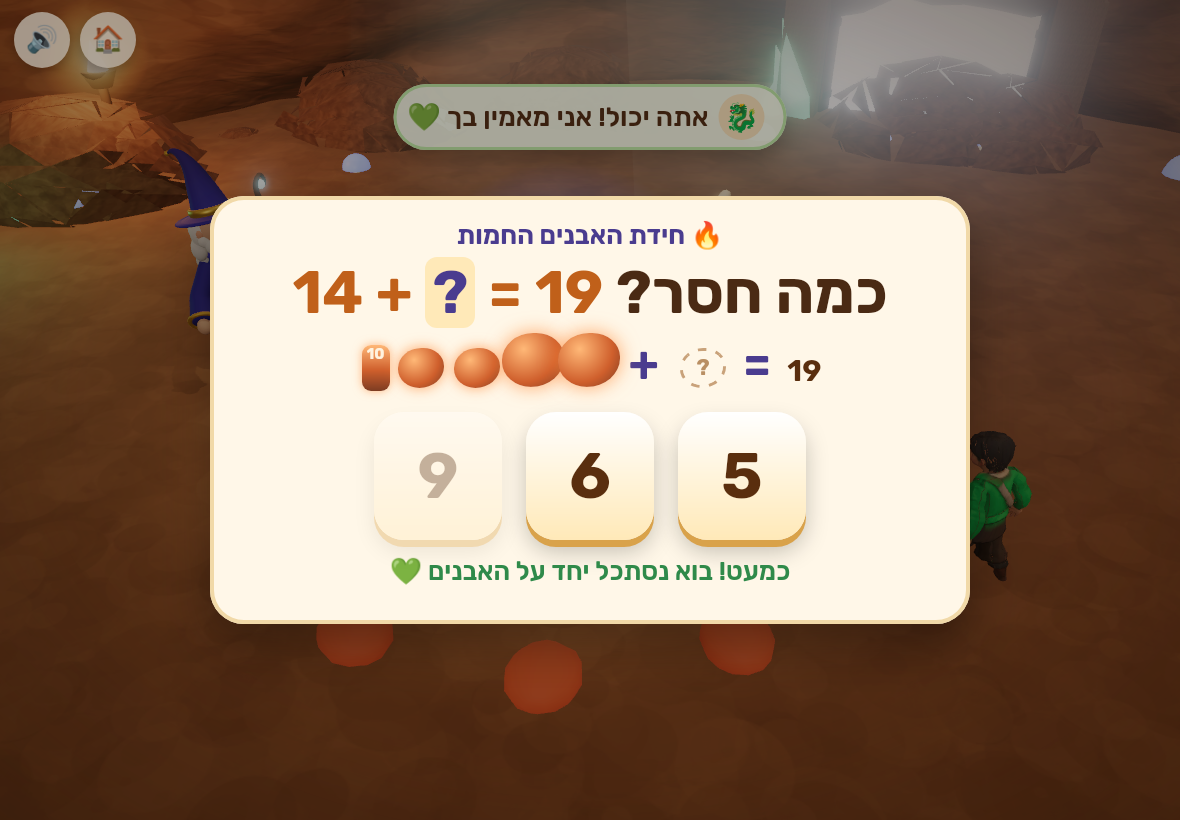 אתה יכול! אני מאמין בך 💚
🔥 חידת האבנים החמות
כמה חסר? 14 + ? = 19
10 + ? = 19
9 6 5
כמעט! בוא נסתכל יחד על האבנים 💚